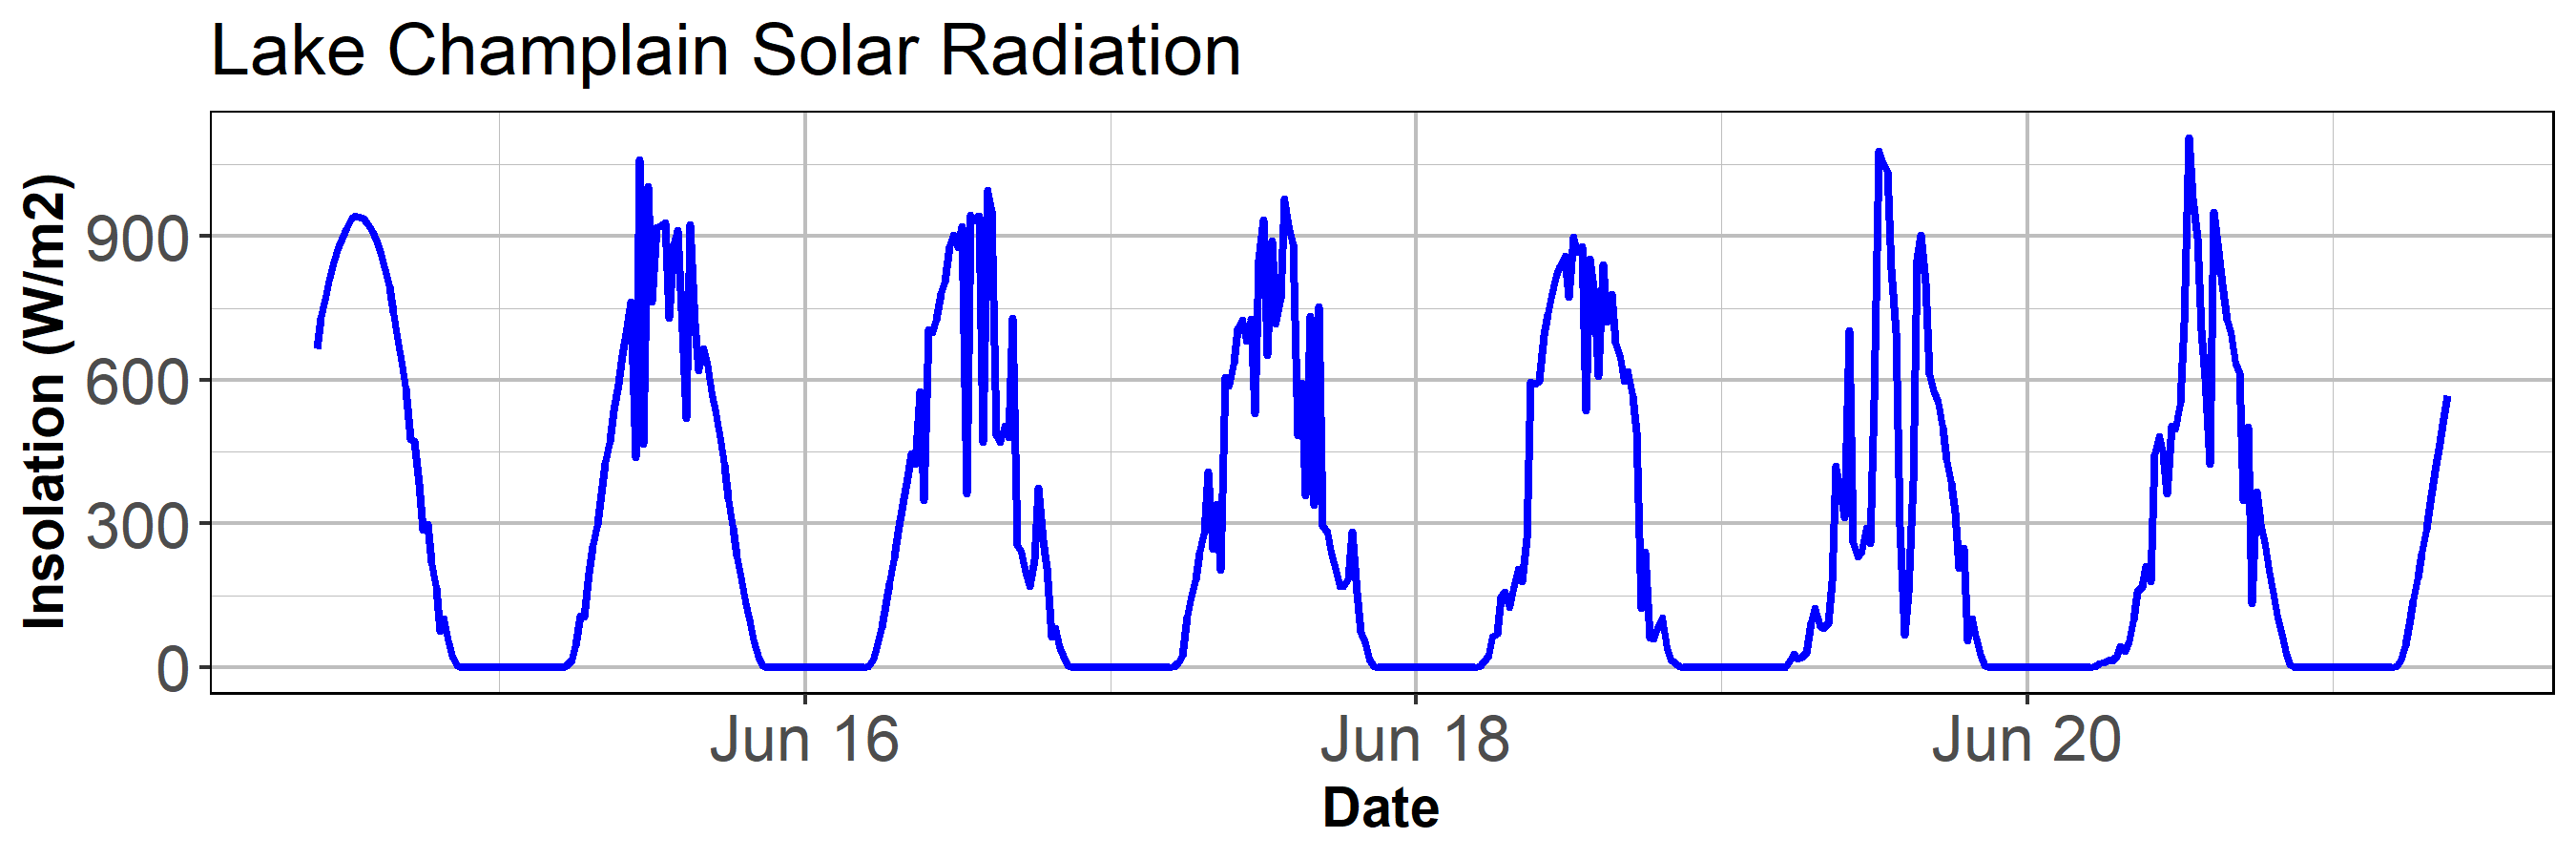 Lake Champlain Solar Radiation
Insolation (W/m2)
900
600
300
0
Jun 16
Jun 18
Jun 20
Date